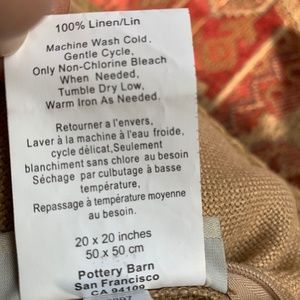 100% Linen/Lin
Machine Wash Cold,
Gentle Cycle,
Only Non-Chlorine Bleach
When Needed,
Tumble Dry Low,
Warm Iron As Needed.
Retourner a l'envers,
Laver à la machine à l'eau froide,
cycle délicat,Seulement
blanchiment sans chlore au besoin
Séchage par culbutage à basse
température,
Repassage à température moyenne
au besoin.
20 x 20 inches
50 x 50 cm
Pottery Barn
San Francisco
CA 94109